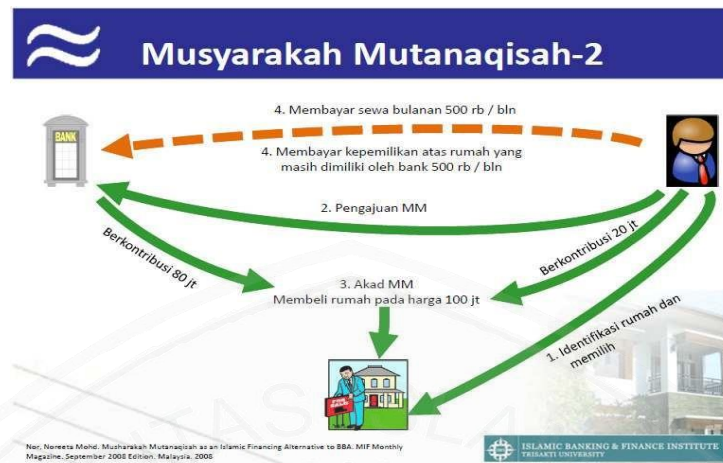 Musyarakah Mutanaqisah-2
4. Membayar sewa bulanan 500 rb / bln
BANK
4. Membayar kepemilikan atas rumah yang
masih dimiliki oleh bank 500 rb / bln
2. Pengajuan MM
Berkontribusi 80 jt
Berkontribusi 20 jt
3. Akad MM
Membeli rumah pada harga 100 jt
1. Identifikasi rumah dan
memilih
Nor, Noreeta Mohd. Musharakah Mutanaqisah as an Islamic Financing Alternative to BBA. MIF Monthly
Magazine, September 2008 Edition, Malaysia, 2008
ISLAMIC BANKING & FINANCE INSTITUTE
TRISAKTI UNIVERSITY